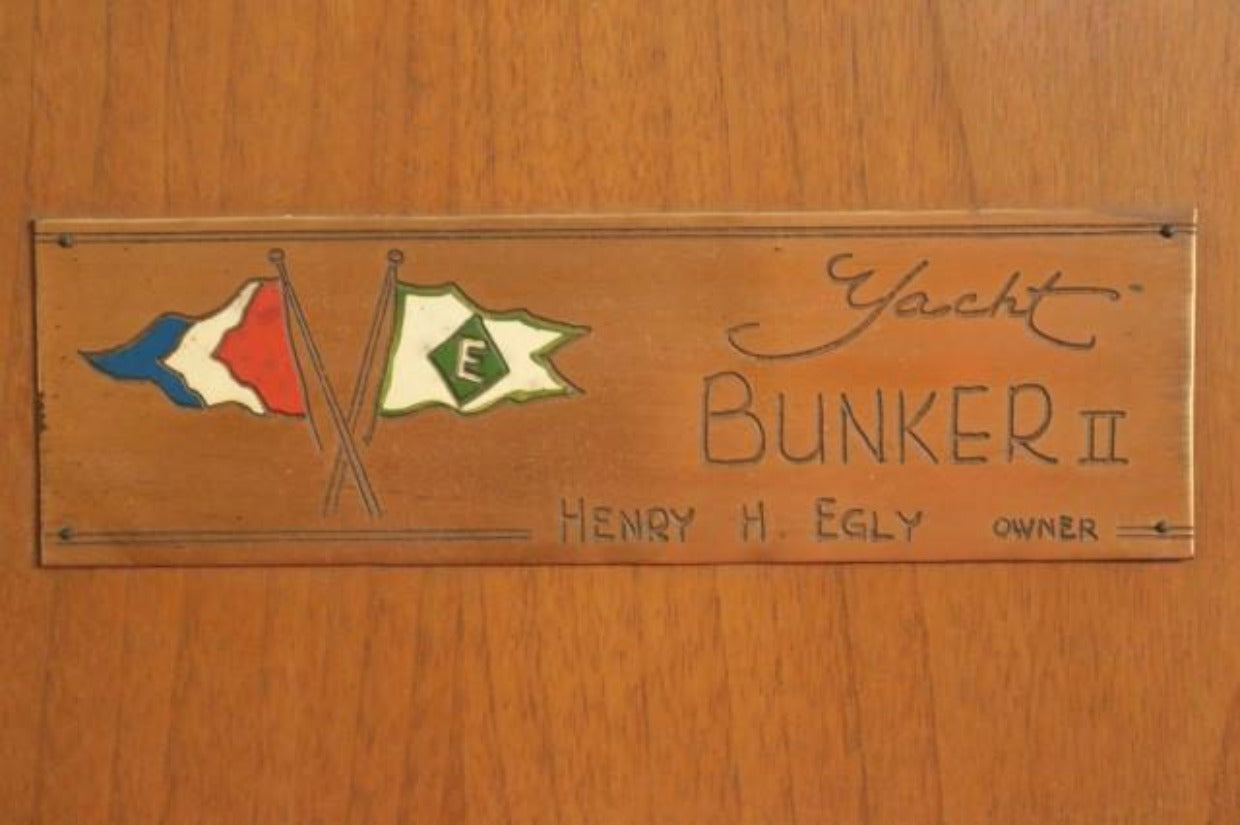 E
Yacht
BUNKER II
HENRY H. EGLY OWNER